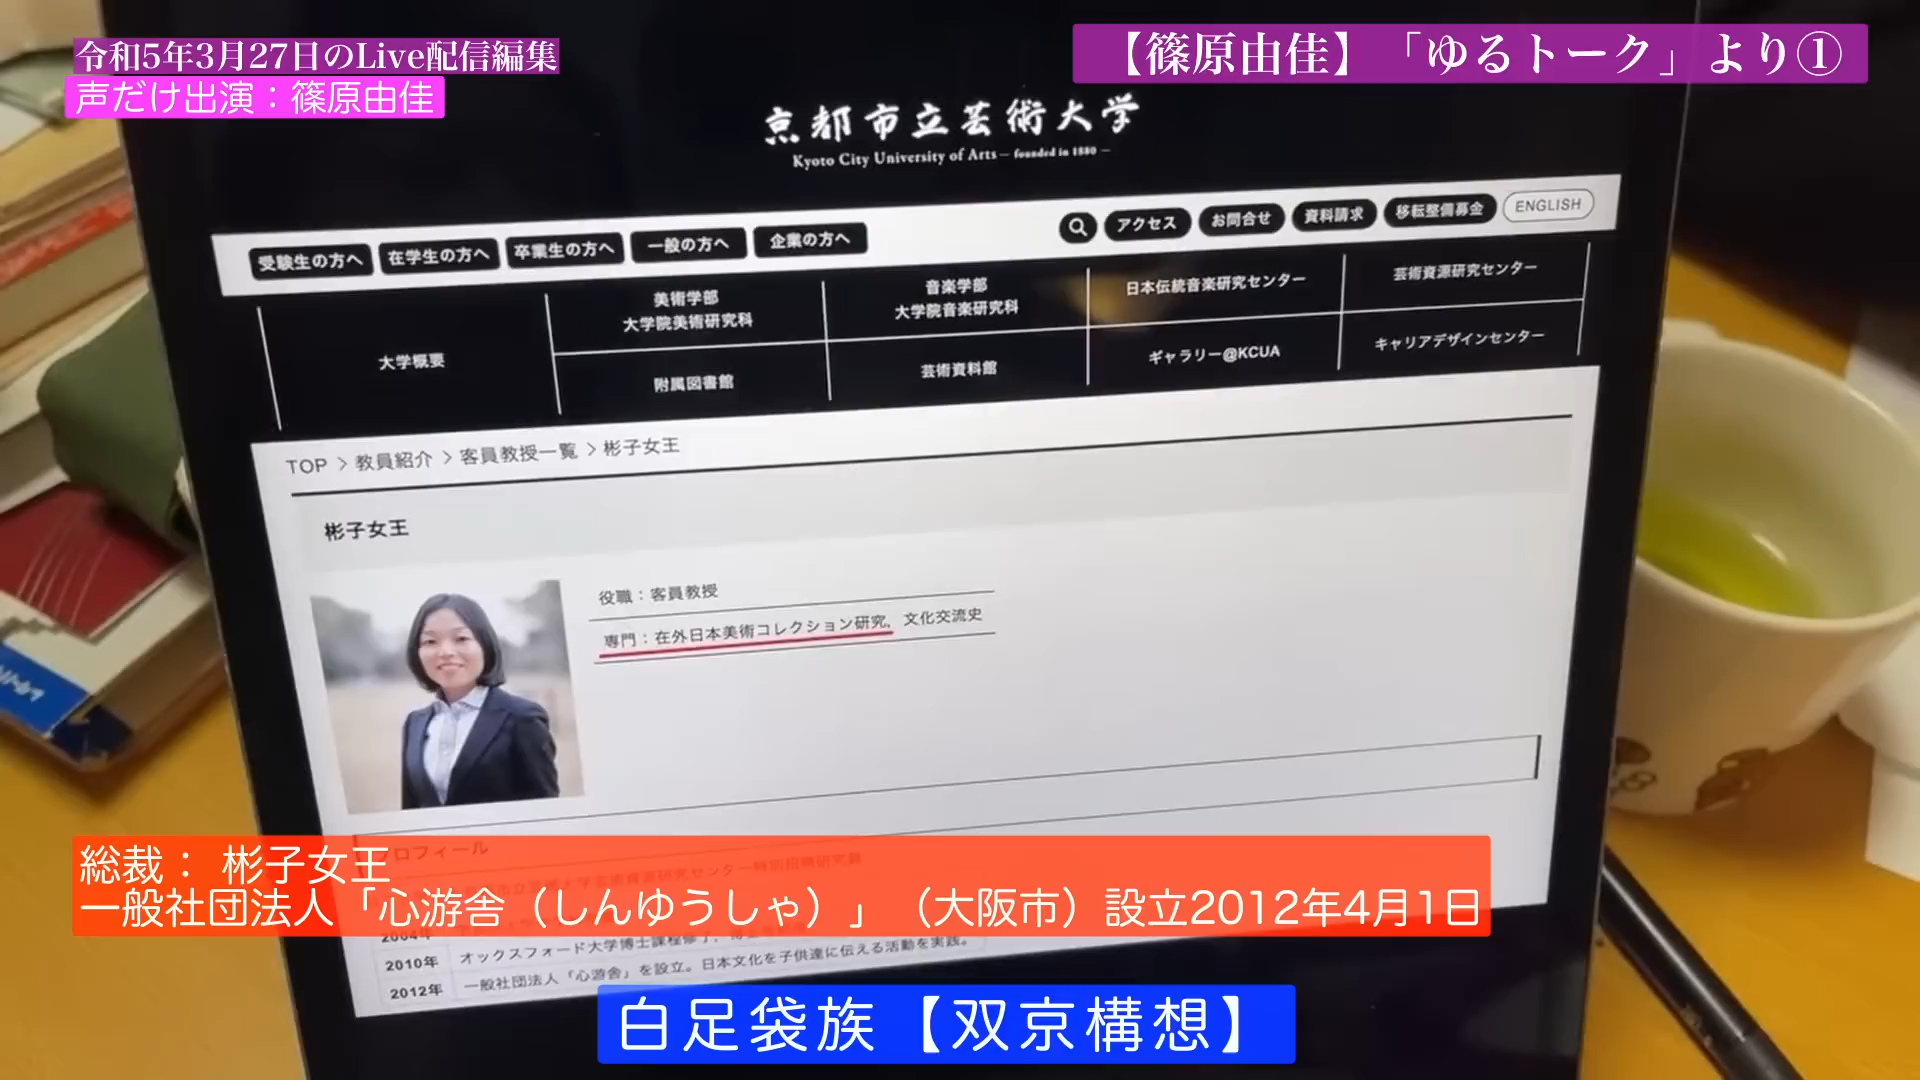 令和5年3月27日のLive配信編集
声だけ出演：篠原由佳
【篠原由佳】「ゆるトーク」より①
京都市立芸術大学
Kyoto City University of Arts — founded in 1880 —
受験生の方へ 在学生の方へ 卒業生の方へ 一般の方へ 企業の方へ
アクセス お問合せ 資料請求 移転整備募金 ENGLISH
大学概要
美術学部
大学院美術研究科
音楽学部
大学院音楽研究科
日本伝統音楽研究センター
芸術資源研究センター
附属図書館
芸術資料館
ギャラリー@KCUA
キャリアデザインセンター
TOP > 教員紹介 > 客員教授一覧 > 彬子女王
彬子女王
役職：客員教授
専門：在外日本美術コレクション研究, 文化交流史
プロフィール
総裁： 彬子女王
一般社団法人「心游舎（しんゆうしゃ）」（大阪市）設立2012年4月1日
2004年
2010年 オックスフォード大学博士課程修了,
2012年 一般社団法人「心游舎」を設立。日本文化を子供達に伝える活動を実践。
白足袋族【双京構想】